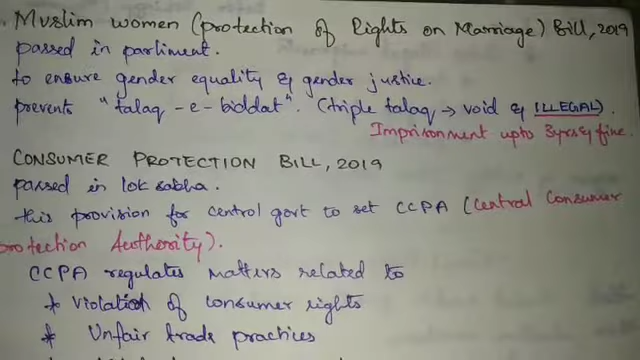 Muslim women (protection of Rights on Marriage) Bill, 2019
passed in parliment.
to ensure gender equality & gender justice.
prevents "talaq-e-biddat". (triple talaq → void & ILLEGAL).
Imprisonment upto 3yrs & fine.
CONSUMER PROTECTION BILL, 2019
passed in lok sabha.
this provision for central govt to set CCPA (Central Consumer
protection Authority).
CCPA regulates matters related to
* violation of consumer rights
* Unfair trade practices